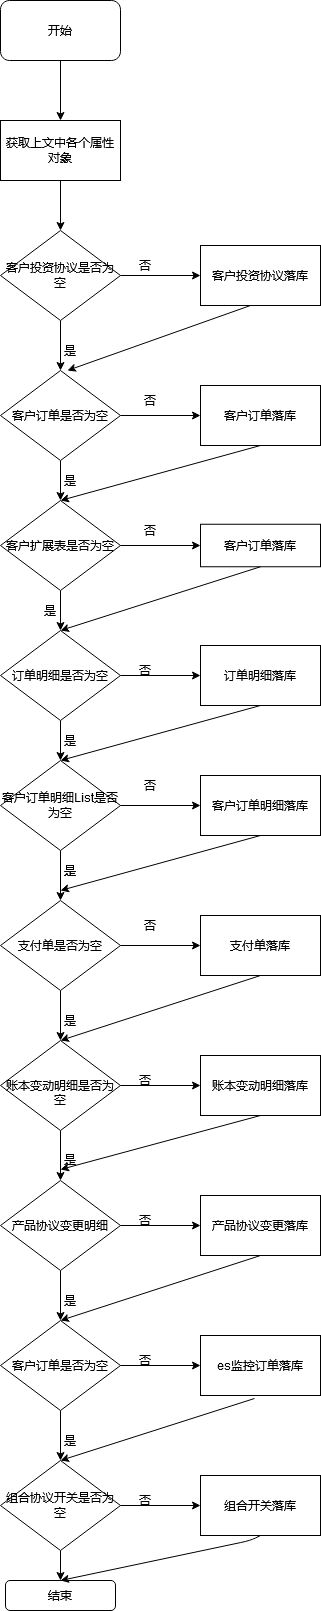 开始
获取上文中各个属性
对象
客户投资协议是否为
空
否
客户投资协议落库
是
客户订单是否为空
否
客户订单落库
是
客户扩展表是否为空
否
客户订单落库
是
订单明细是否为空
否
订单明细落库
是
客户订单明细List是否
为空
否
客户订单明细落库
是
支付单是否为空
否
支付单落库
是
账本变动明细是否为
空
否
账本变动明细落库
是
产品协议变更明细
否
产品协议变更落库
是
客户订单是否为空
否
es监控订单落库
是
组合协议开关是否为
空
否
组合开关落库
结束